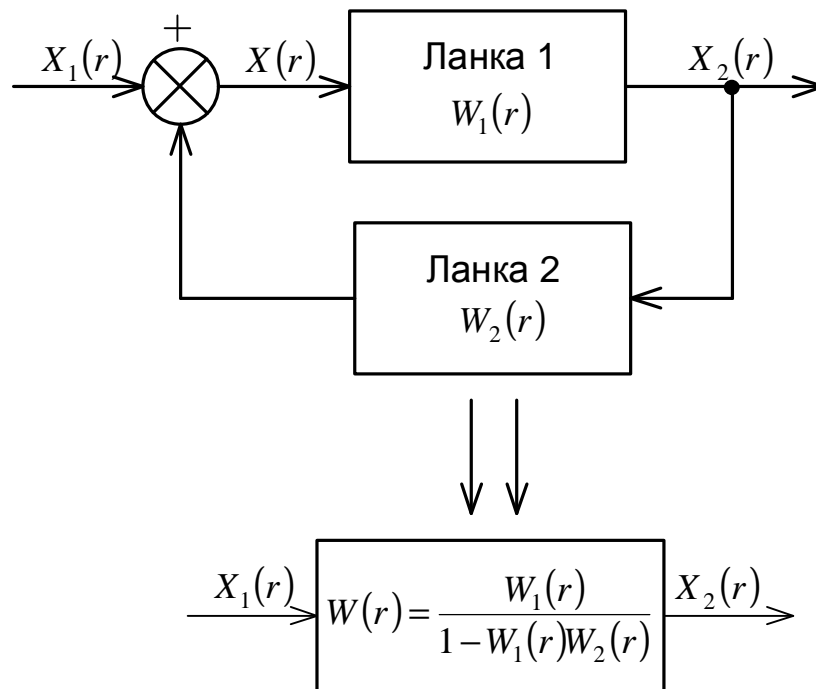 +
X₁(r)
X(r)
Ланка 1
W₁(r)
X₂(r)
Ланка 2
W₂(r)
X₁(r)
W(r) = W₁(r) / (1 − W₁(r)W₂(r))
X₂(r)